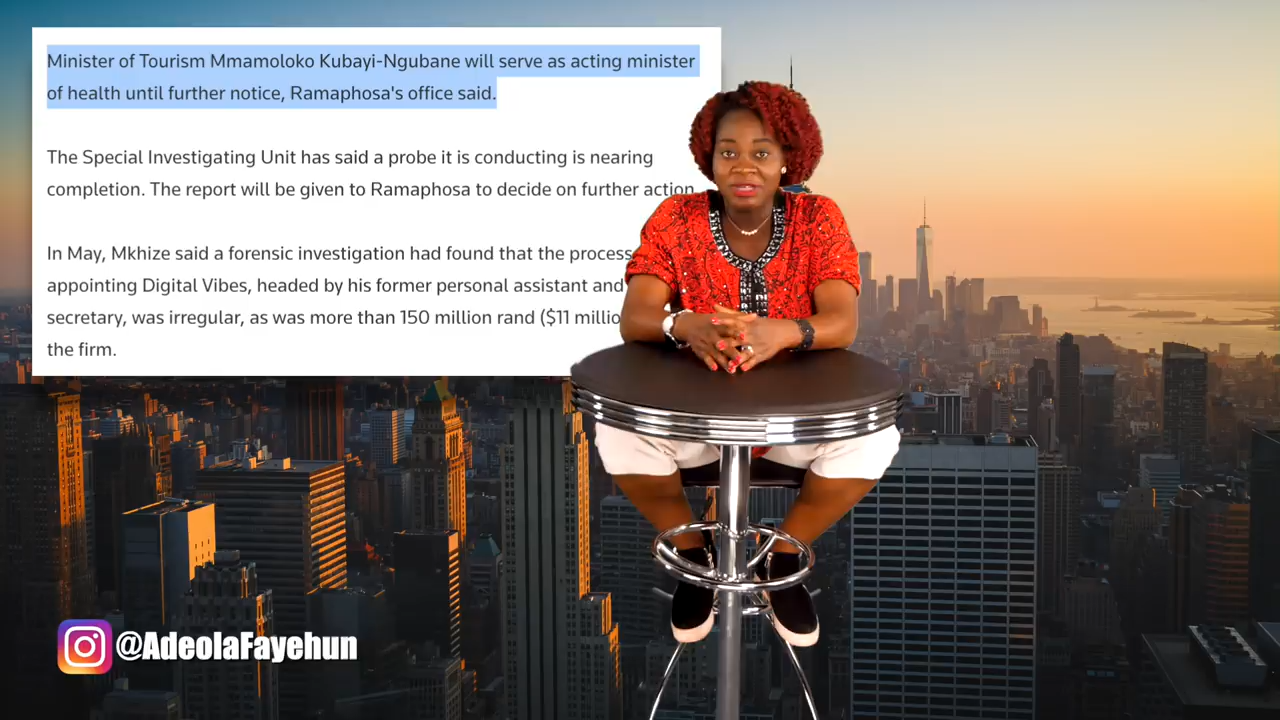 Minister of Tourism Mmamoloko Kubayi-Ngubane will serve as acting minister
of health until further notice, Ramaphosa's office said.
The Special Investigating Unit has said a probe it is conducting is nearing
completion. The report will be given to Ramaphosa to decide on further action.
In May, Mkhize said a forensic investigation had found that the process
appointing Digital Vibes, headed by his former personal assistant and
secretary, was irregular, as was more than 150 million rand ($11 millio
the firm.
@AdeolaFayehun